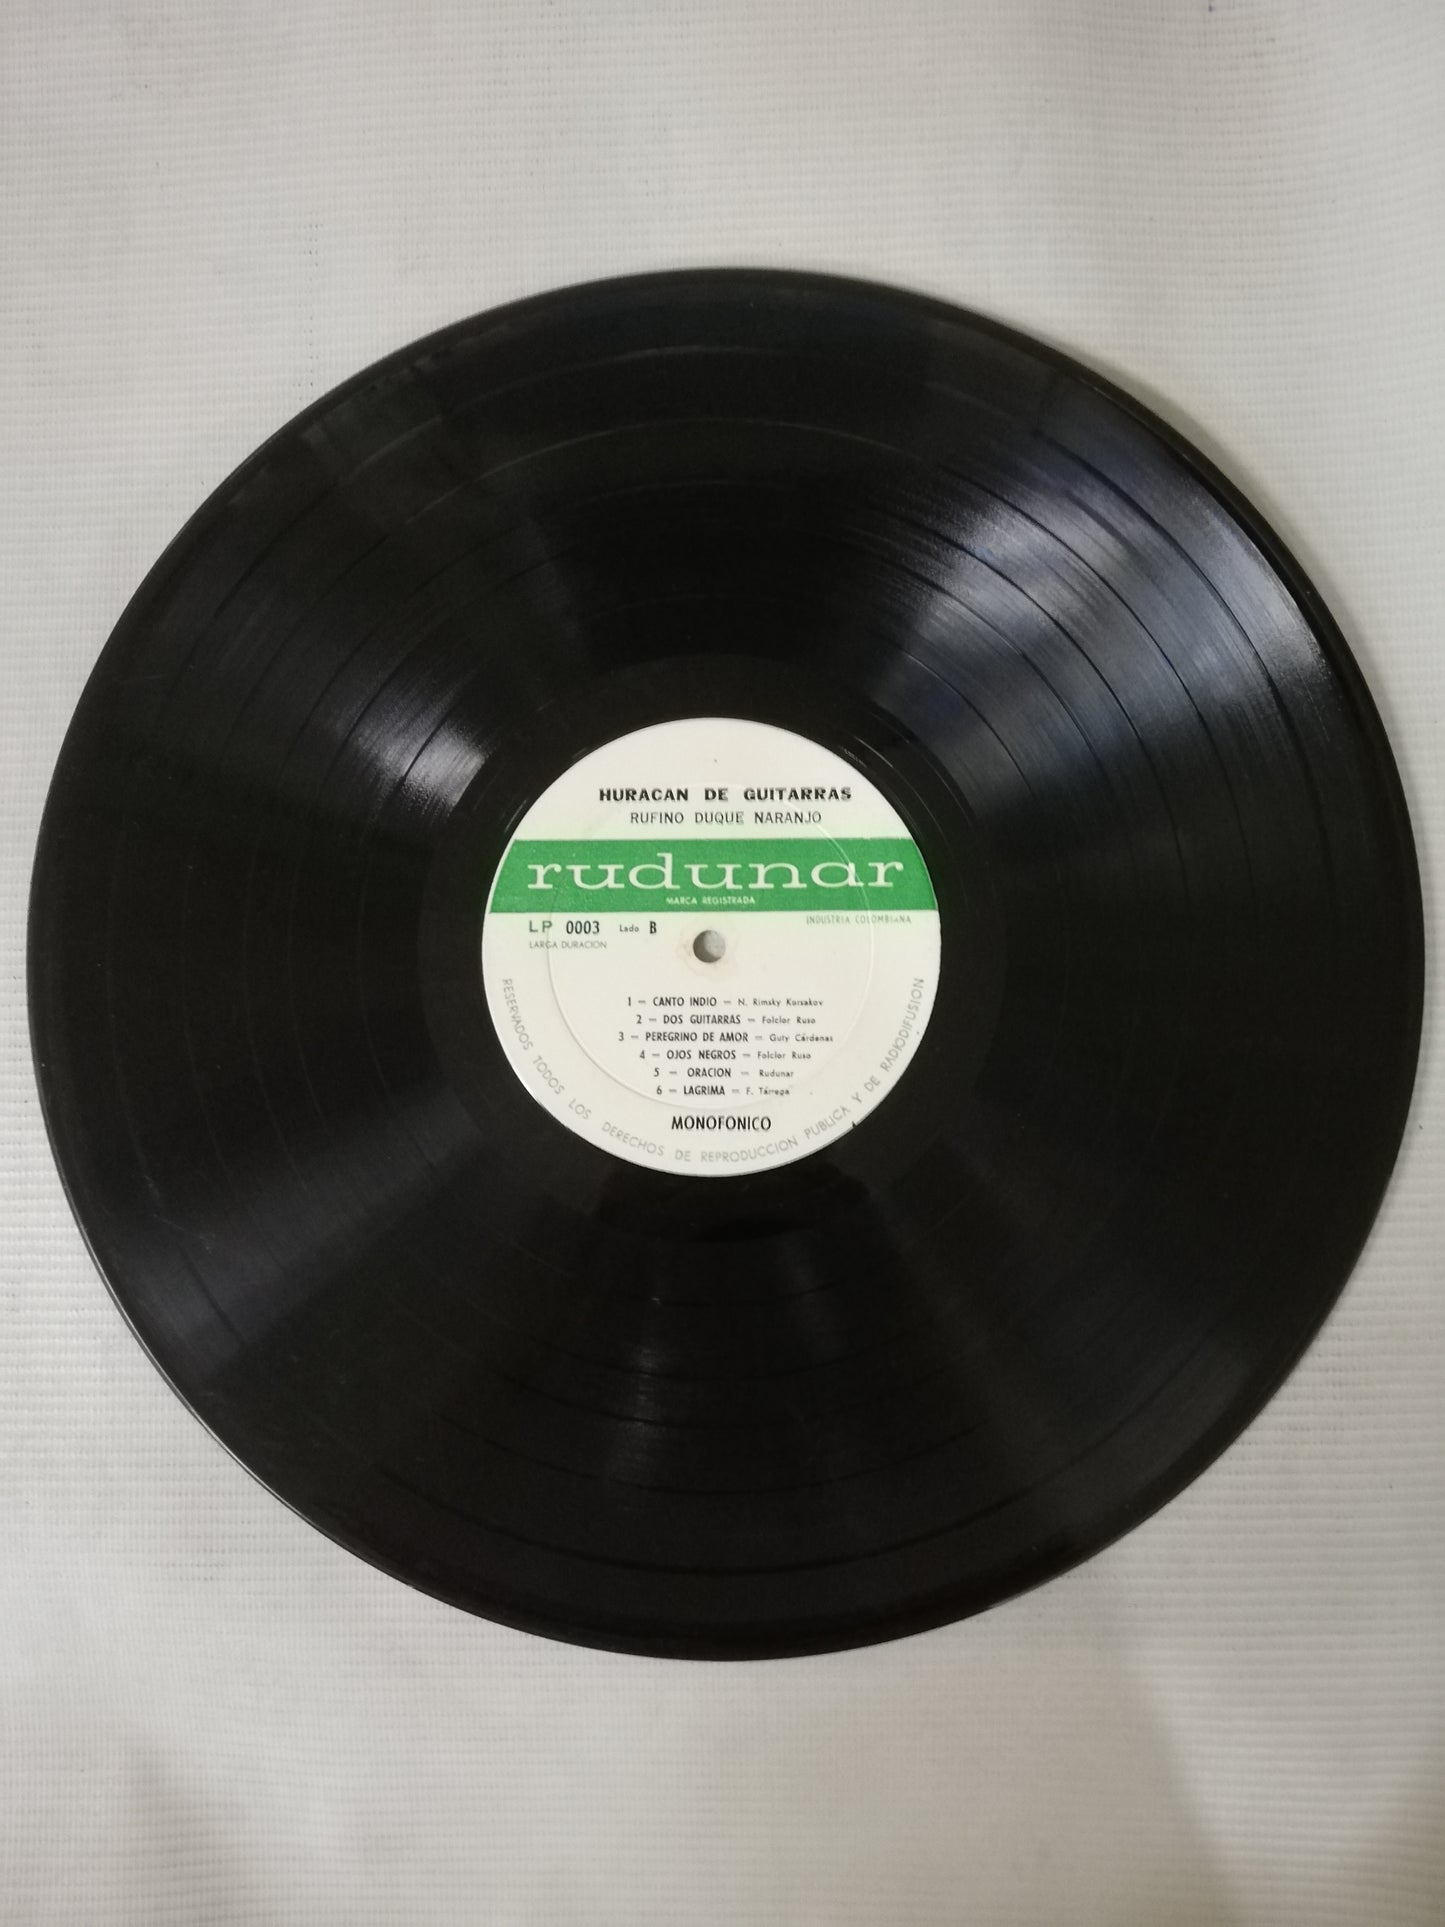 HURACAN DE GUITARRAS
RUFINO DUQUE NARANJO
rudunar
MARCA REGISTRADA
INDUSTRIA COLOMBIANA
LP 0003 Lado B
LARGA DURACION
1 — CANTO INDIO — N. Rimsky Korsakov
2 — DOS GUITARRAS — Folclor Ruso
3 — PEREGRINO DE AMOR — Guty Cárdenas
4 — OJOS NEGROS — Folclor Ruso
5 — ORACION — Rudunar
6 — LAGRIMA — F. Tárrega
MONOFONICO
RESERVADOS TODOS LOS DERECHOS DE REPRODUCCION PUBLICA Y DE RADIODIFUSION